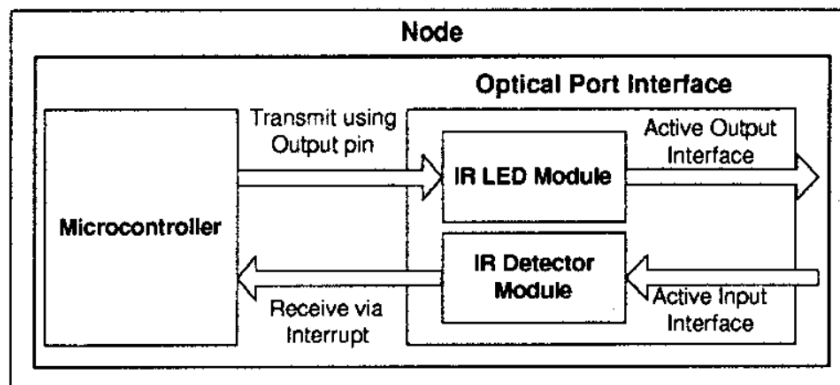 Node
Optical Port Interface
Transmit using
Output pin
Active Output
Interface
IR LED Module
Microcontroller
IR Detector
Module
Receive via
Interrupt
Active Input
Interface